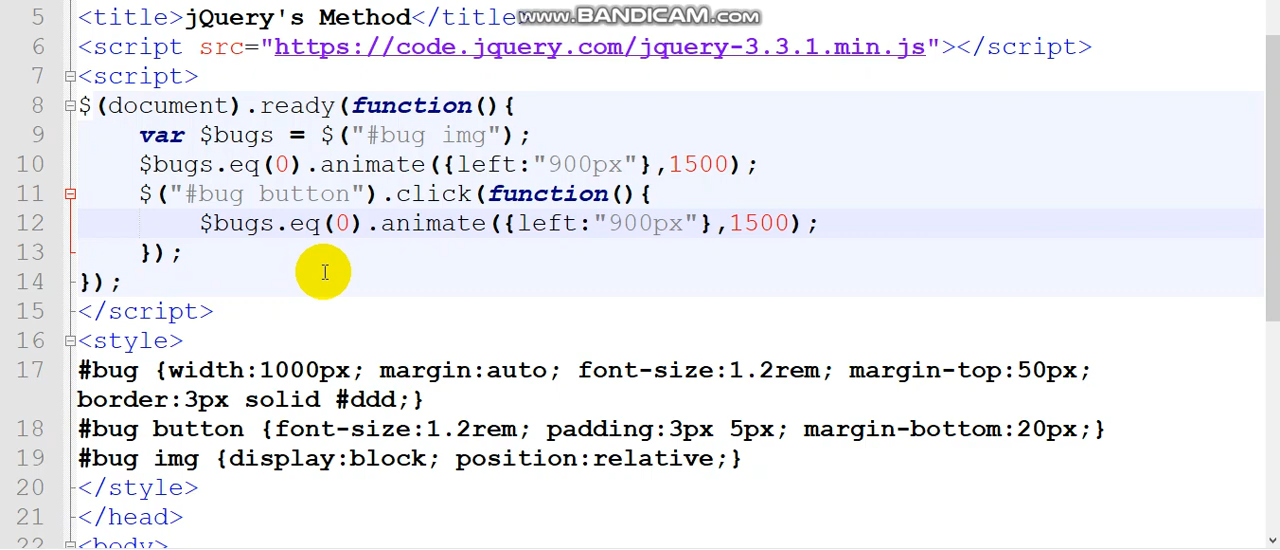 www.BANDICAM.com
5 <title>jQuery's Method</title
6 <script src="https://code.jquery.com/jquery-3.3.1.min.js"></script>
7 <script>
8 $(document).ready(function(){
9 var $bugs = $("#bug img");
10 $bugs.eq(0).animate({left:"900px"},1500);
11 $("#bug button").click(function(){
12 $bugs.eq(0).animate({left:"900px"},1500);
13 });
14 });
15 </script>
16 <style>
17 #bug {width:1000px; margin:auto; font-size:1.2rem; margin-top:50px;
border:3px solid #ddd;}
18 #bug button {font-size:1.2rem; padding:3px 5px; margin-bottom:20px;}
19 #bug img {display:block; position:relative;}
20 </style>
21 </head>
22 <body>